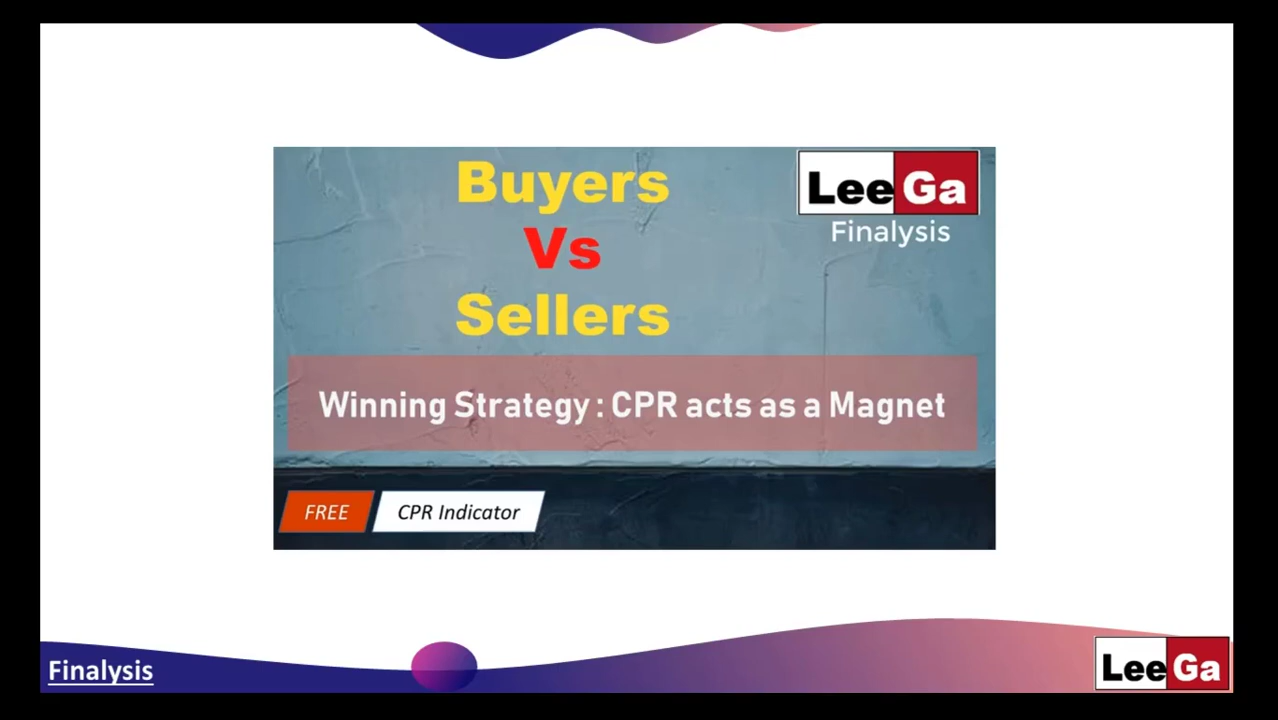 Buyers
Vs
Sellers
LeeGa
Finalysis
Winning Strategy : CPR acts as a Magnet
FREE
CPR Indicator
Finalysis
LeeGa